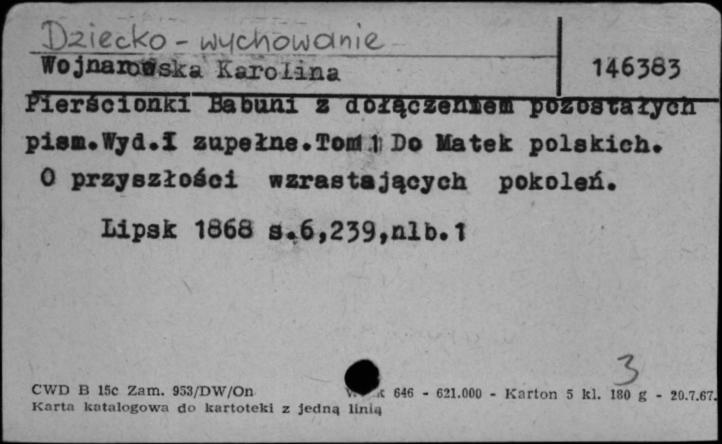 Dziecko - wychowanie
Wojnarowska Karolina
146383
Pierścionki Babuni z dołączeniem pozostałych
pism.Wyd.I zupełne.Tom 1 Do Matek polskich.
O przyszłości wzrastających pokoleń.
Lipsk 1868 s.6,239,nlb.1
3
CWD B 15c Zam. 953/DW/On 646 - 621.000 - Karton 5 kl. 180 g - 20.7.67.
Karta katalogowa do kartoteki z jedną linią